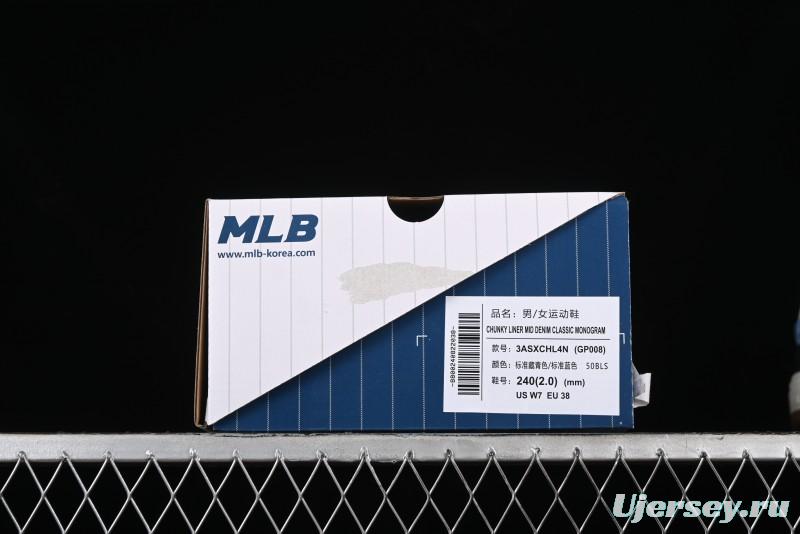 MLB
www.mlb-korea.com
品名: 男/女运动鞋
CHUNKY LINER MID DENIM CLASSIC MONOGRAM
款号: 3ASXCHL4N (GP008)
颜色: 标准藏青色/标准蓝色 50BLS
鞋号: 240(2.0) (mm)
US W7 EU 38
Ujersey.ru